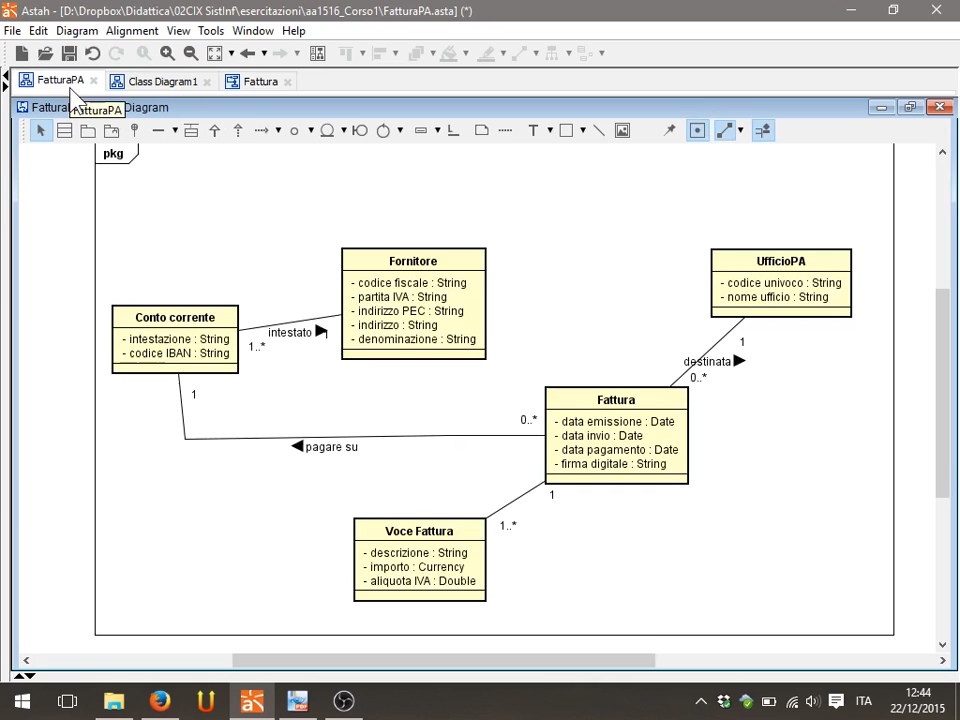 Astah - [D:\Dropbox\Didattica\02CIX SistInf\esercitazioni\aa1516_Corso1\FatturaPA.asta] (*)
File Edit Diagram Alignment View Tools Window Help
FatturaPA Class Diagram1 Fattura
FatturaPA Diagram
pkg
Fornitore
- codice fiscale : String
- partita IVA : String
- indirizzo PEC : String
- indirizzo : String
- denominazione : String
UfficioPA
- codice univoco : String
- nome ufficio : String
Conto corrente
- intestazione : String
- codice IBAN : String
intestato
1
1..*
1
destinata
0..*
1
Fattura
- data emissione : Date
- data invio : Date
- data pagamento : Date
- firma digitale : String
0..*
pagare su
1
1..*
Voce Fattura
- descrizione : String
- importo : Currency
- aliquota IVA : Double
ITA
12:44
22/12/2015